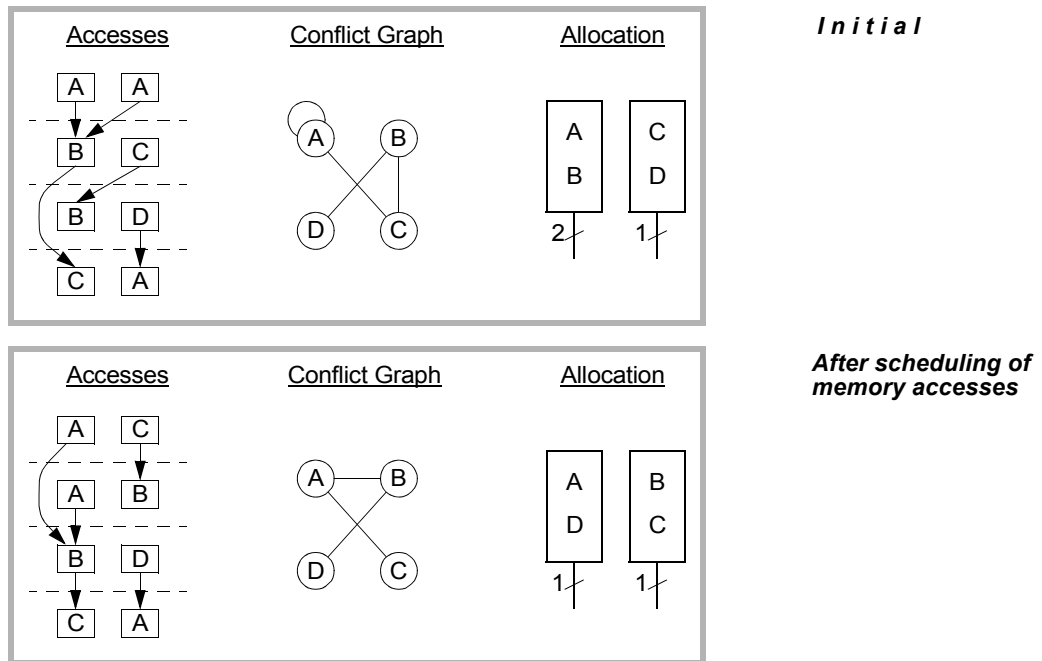 Accesses Conflict Graph Allocation
Initial
A A
A B
A C
B C
B D
B D
D C
2 1
C A
Accesses Conflict Graph Allocation
After scheduling of
memory accesses
A C
A B
A B
A B
D C
B D
D C
1 1
C A